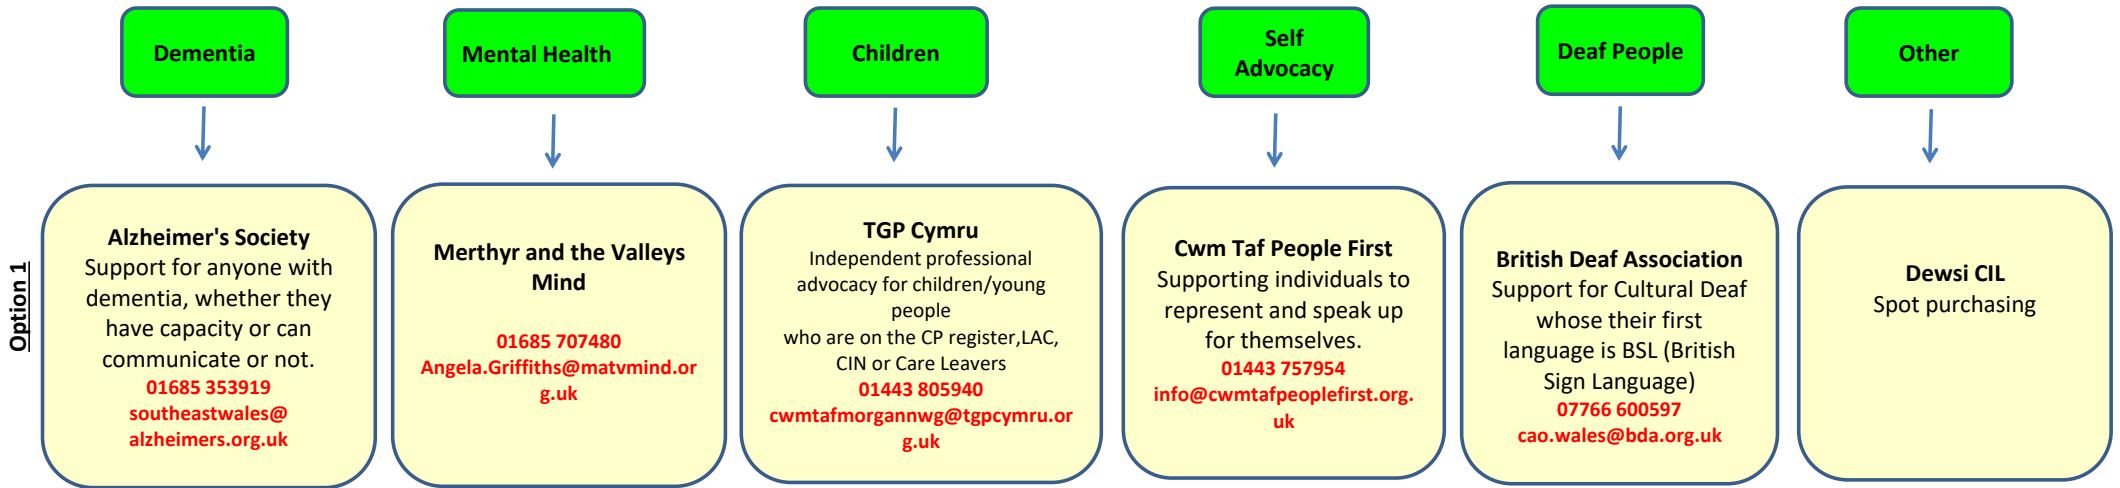 Dementia
Mental Health
Children
Self
Advocacy
Deaf People
Other
Option 1
Alzheimer's Society
Support for anyone with
dementia, whether they
have capacity or can
communicate or not.
01685 353919
southeastwales@
alzheimers.org.uk
Merthyr and the Valleys
Mind
01685 707480
Angela.Griffiths@matvmind.or
g.uk
TGP Cymru
Independent professional
advocacy for children/young
people
who are on the CP register,LAC,
CIN or Care Leavers
01443 805940
cwmtafmorgannwg@tgpcymru.or
g.uk
Cwm Taf People First
Supporting individuals to
represent and speak up
for themselves.
01443 757954
info@cwmtafpeoplefirst.org.
uk
British Deaf Association
Support for Cultural Deaf
whose their first
language is BSL (British
Sign Language)
07766 600597
cao.wales@bda.org.uk
Dewsi CIL
Spot purchasing